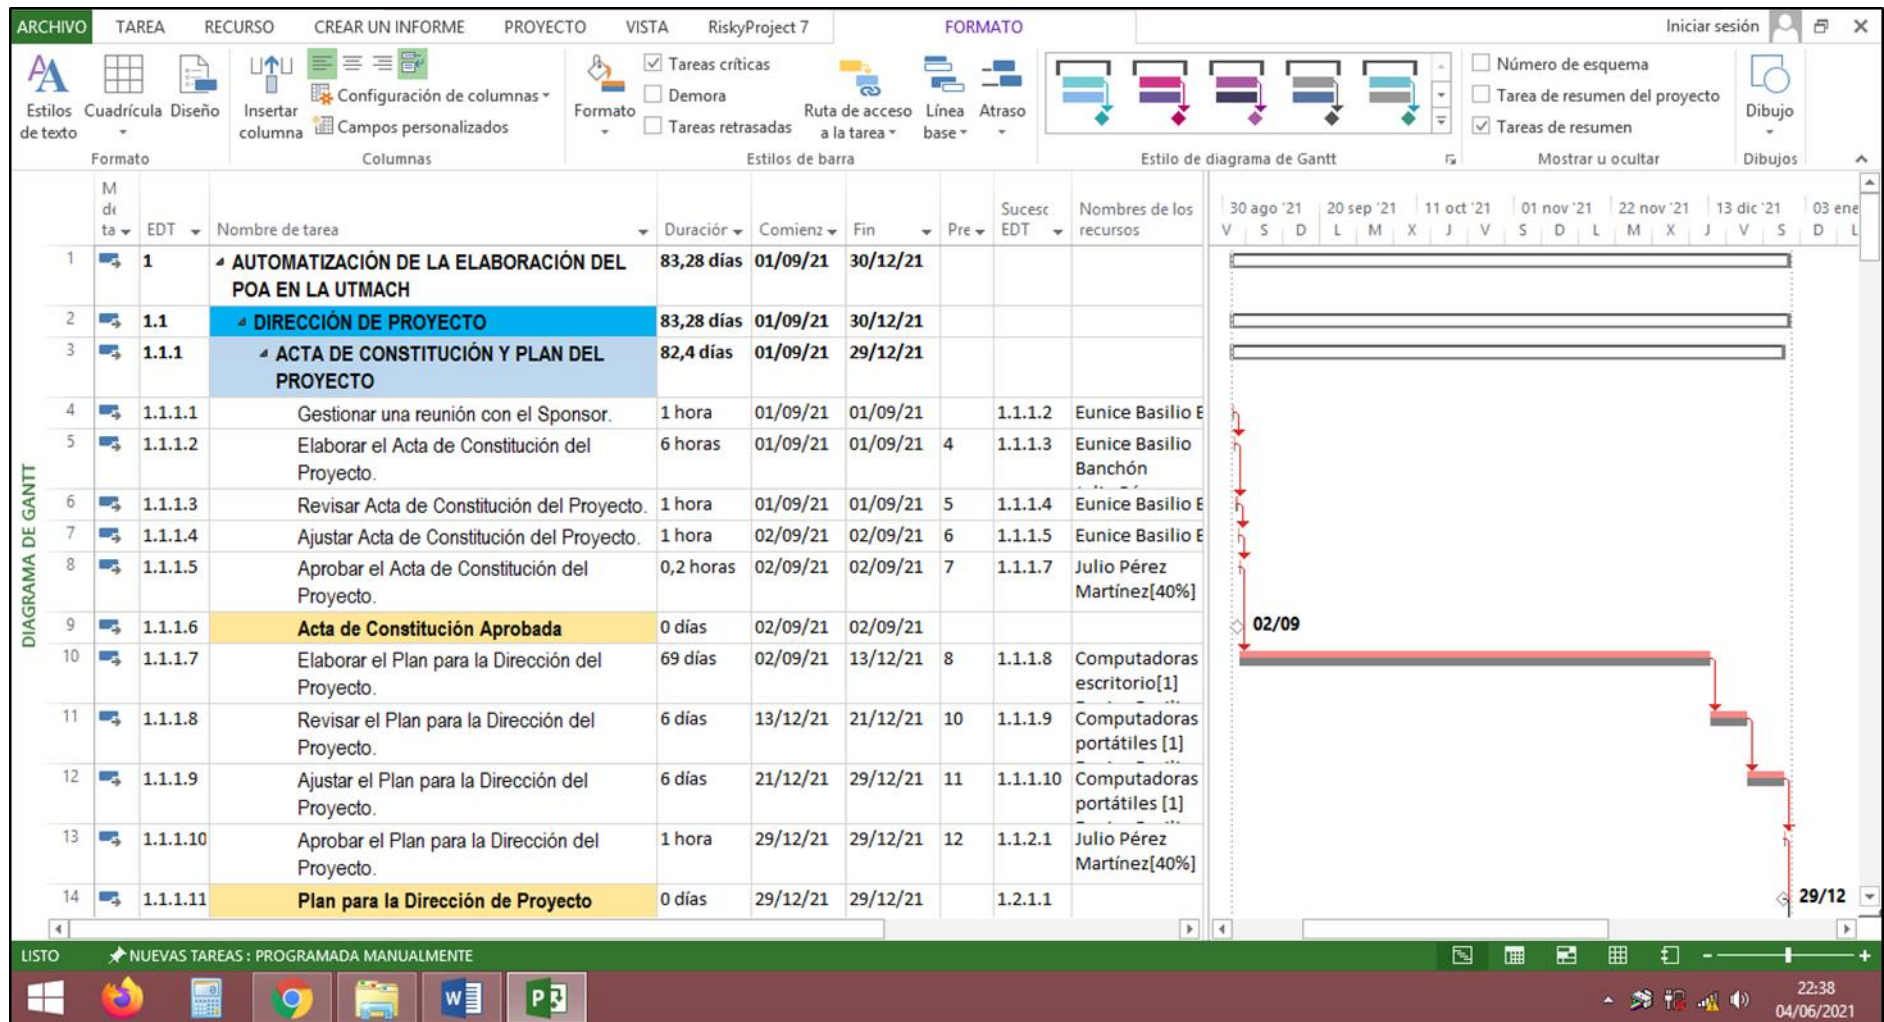 ARCHIVO TAREA RECURSO CREAR UN INFORME PROYECTO VISTA RiskyProject 7 FORMATO Iniciar sesión
Estilos de texto
Cuadrícula
Diseño
Formato
Insertar columna
Configuración de columnas
Campos personalizados
Columnas
Formato
Tareas críticas
Demora
Tareas retrasadas
Ruta de acceso a la tarea
Línea base
Atraso
Estilos de barra
Estilo de diagrama de Gantt
Número de esquema
Tarea de resumen del proyecto
Tareas de resumen
Mostrar u ocultar
Dibujo
Dibujos
M de ta EDT Nombre de tarea Duración Comienz Fin Pre Sucesc EDT Nombres de los recursos
30 ago '21 20 sep '21 11 oct '21 01 nov '21 22 nov '21 13 dic '21 03 ene
V S D L M X J V S D L M X J V S D L
DIAGRAMA DE GANTT
1 1 AUTOMATIZACIÓN DE LA ELABORACIÓN DEL 83,28 días 01/09/21 30/12/21
POA EN LA UTMACH
2 1.1 DIRECCIÓN DE PROYECTO 83,28 días 01/09/21 30/12/21
3 1.1.1 ACTA DE CONSTITUCIÓN Y PLAN DEL 82,4 días 01/09/21 29/12/21
PROYECTO
4 1.1.1.1 Gestionar una reunión con el Sponsor. 1 hora 01/09/21 01/09/21 1.1.1.2 Eunice Basilio
5 1.1.1.2 Elaborar el Acta de Constitución del 6 horas 01/09/21 01/09/21 4 1.1.1.3 Eunice Basilio
Proyecto. Banchón
6 1.1.1.3 Revisar Acta de Constitución del Proyecto. 1 hora 01/09/21 01/09/21 5 1.1.1.4 Eunice Basilio
7 1.1.1.4 Ajustar Acta de Constitución del Proyecto. 1 hora 02/09/21 02/09/21 6 1.1.1.5 Eunice Basilio
8 1.1.1.5 Aprobar el Acta de Constitución del 0,2 horas 02/09/21 02/09/21 7 1.1.1.7 Julio Pérez
Proyecto. Martínez[40%]
9 1.1.1.6 Acta de Constitución Aprobada 0 días 02/09/21 02/09/21 02/09
10 1.1.1.7 Elaborar el Plan para la Dirección del 69 días 02/09/21 13/12/21 8 1.1.1.8 Computadoras
Proyecto. escritorio[1]
11 1.1.1.8 Revisar el Plan para la Dirección del 6 días 13/12/21 21/12/21 10 1.1.1.9 Computadoras
Proyecto. portátiles [1]
12 1.1.1.9 Ajustar el Plan para la Dirección del 6 días 21/12/21 29/12/21 11 1.1.1.10 Computadoras
Proyecto. portátiles [1]
13 1.1.1.10 Aprobar el Plan para la Dirección del 1 hora 29/12/21 29/12/21 12 1.1.2.1 Julio Pérez
Proyecto. Martínez[40%]
14 1.1.1.11 Plan para la Dirección de Proyecto 0 días 29/12/21 29/12/21 1.2.1.1 29/12
LISTO NUEVAS TAREAS : PROGRAMADA MANUALMENTE
22:38
04/06/2021